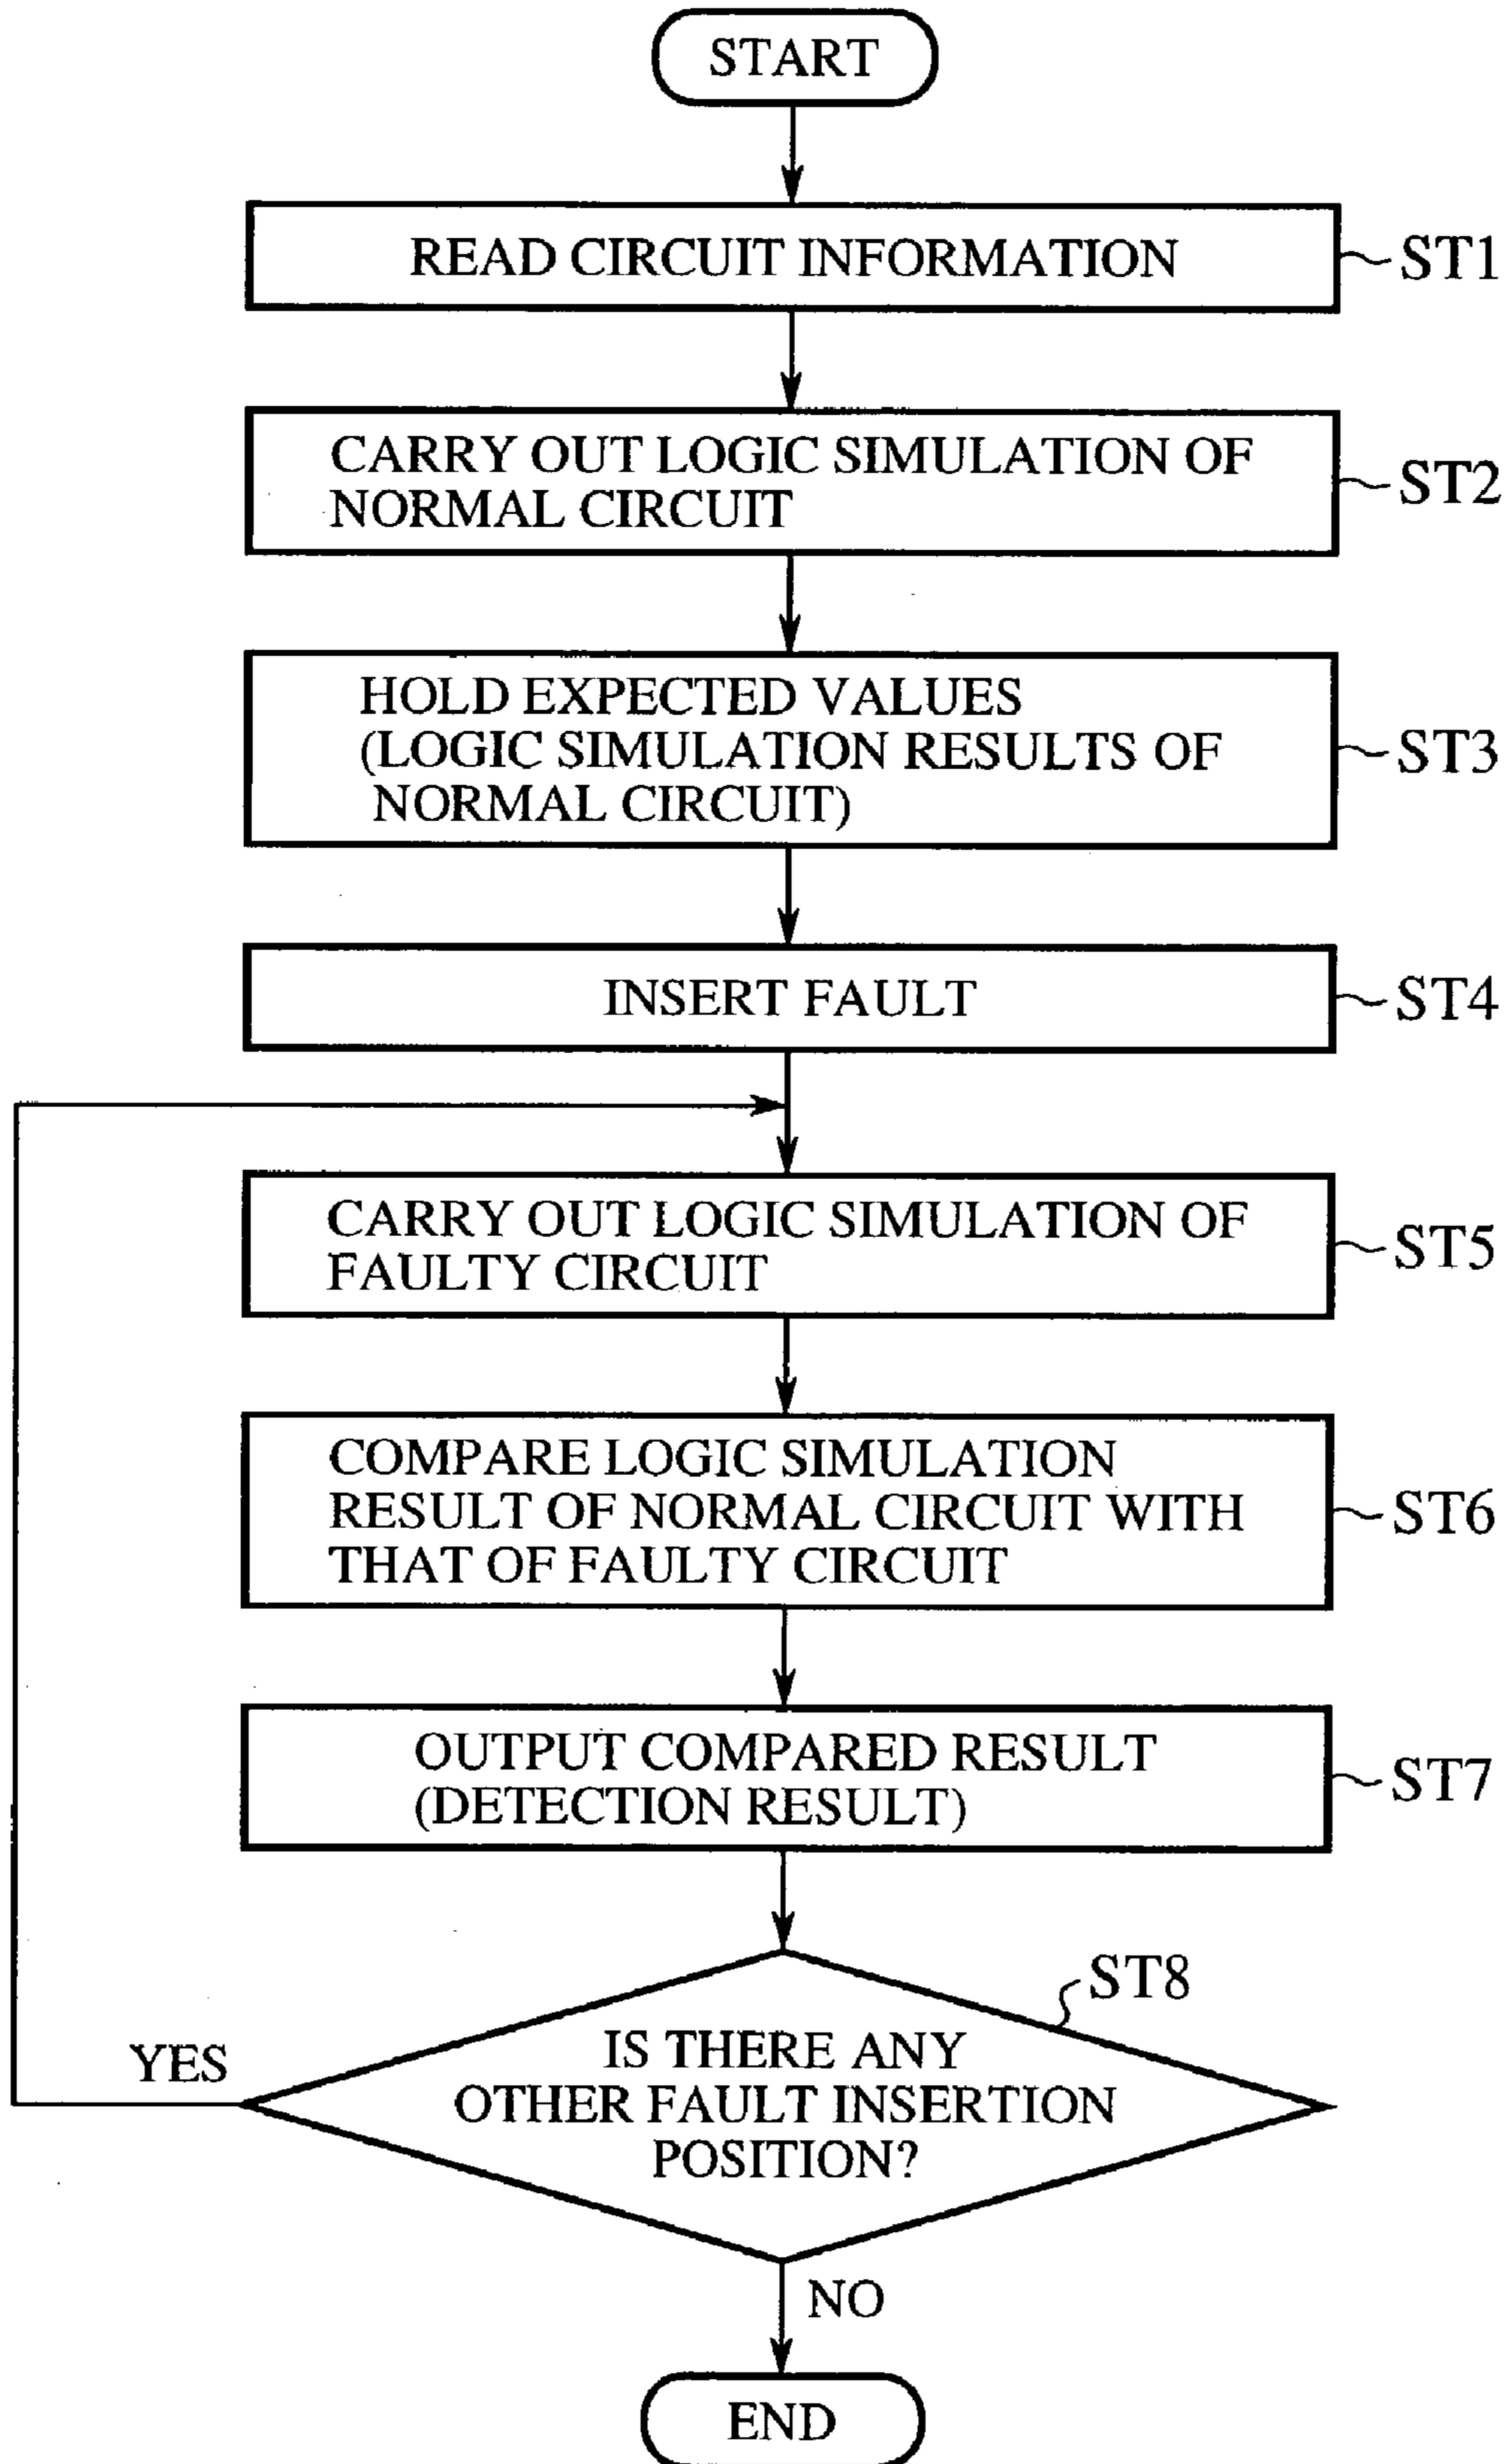 START
READ CIRCUIT INFORMATION
ST1
CARRY OUT LOGIC SIMULATION OF
NORMAL CIRCUIT
ST2
HOLD EXPECTED VALUES
(LOGIC SIMULATION RESULTS OF
NORMAL CIRCUIT)
ST3
INSERT FAULT
ST4
CARRY OUT LOGIC SIMULATION OF
FAULTY CIRCUIT
ST5
COMPARE LOGIC SIMULATION
RESULT OF NORMAL CIRCUIT WITH
THAT OF FAULTY CIRCUIT
ST6
OUTPUT COMPARED RESULT
(DETECTION RESULT)
ST7
ST8
IS THERE ANY
OTHER FAULT INSERTION
POSITION?
YES
NO
END